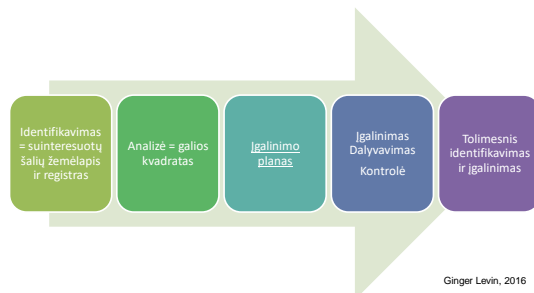 Identifikavimas
= suinteresuotų
šalių žemėlapis
ir registras
Analizė = galios
kvadratas
Įgalinimo
planas
Įgalinimas
Dalyvavimas
Kontrolė
Tolimesnis
identifikavimas
ir įgalinimas
Ginger Levin, 2016